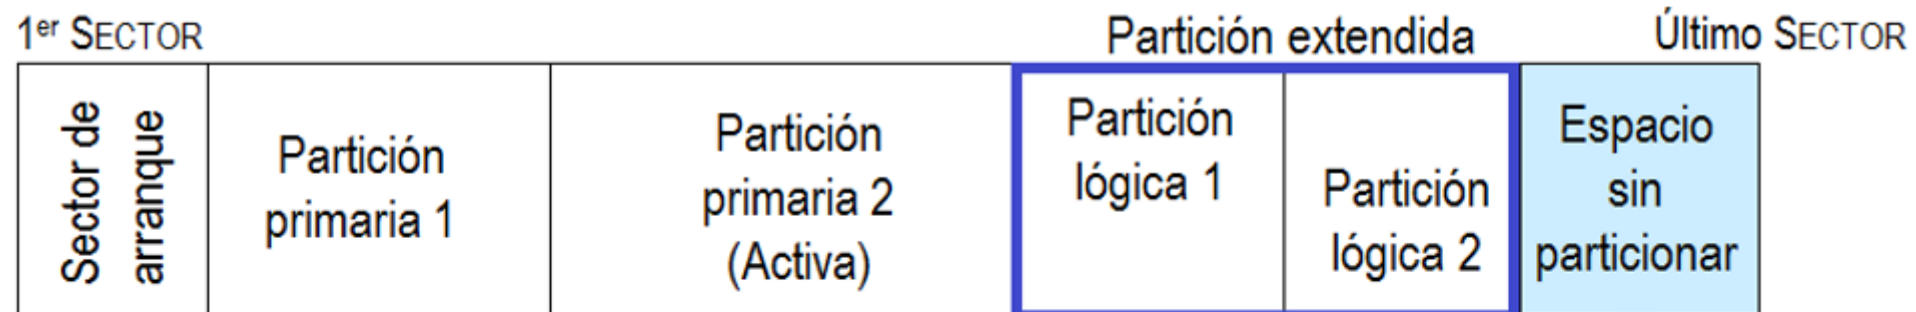 1er SECTOR
Partición extendida
Último SECTOR
Sector de
arranque
Partición
primaria 1
Partición
primaria 2
(Activa)
Partición
lógica 1
Partición
lógica 2
Espacio
sin
particionar